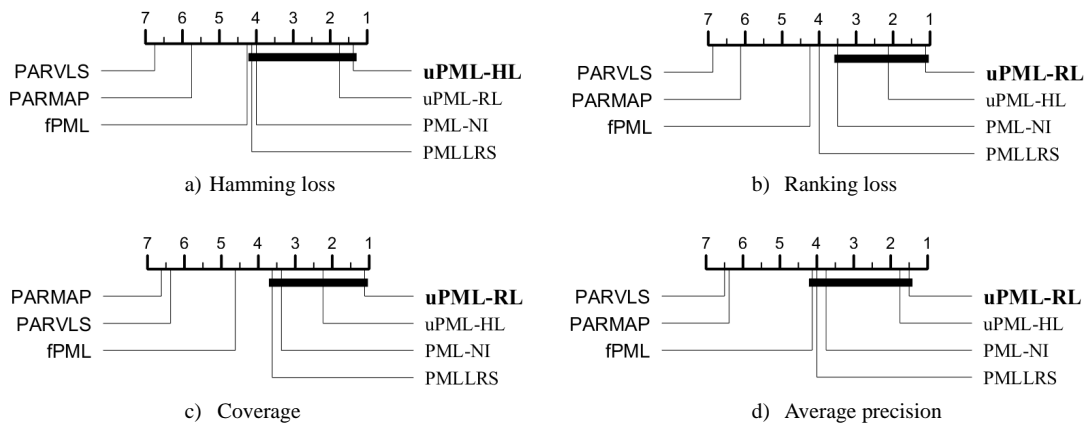 7 6 5 4 3 2 1
PARVLS
PARMAP
fPML
uPML-HL
uPML-RL
PML-NI
PMLLRS
a) Hamming loss
7 6 5 4 3 2 1
PARVLS
PARMAP
fPML
uPML-RL
uPML-HL
PML-NI
PMLLRS
b) Ranking loss
7 6 5 4 3 2 1
PARMAP
PARVLS
fPML
uPML-RL
uPML-HL
PML-NI
PMLLRS
c) Coverage
7 6 5 4 3 2 1
PARVLS
PARMAP
fPML
uPML-RL
uPML-HL
PML-NI
PMLLRS
d) Average precision